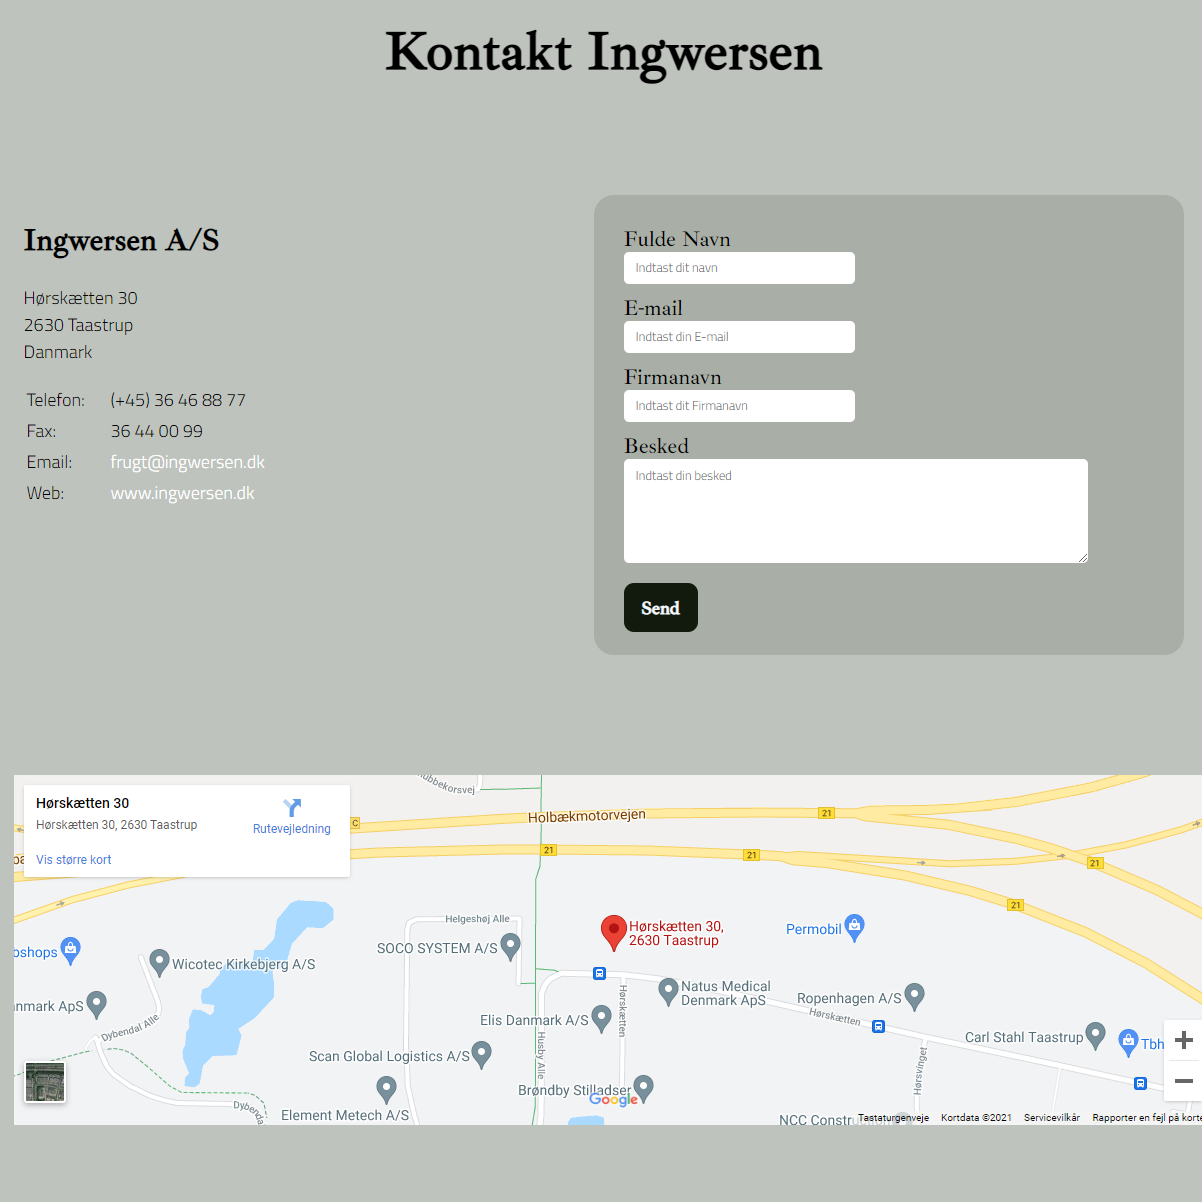 Kontakt Ingwersen
Ingwersen A/S
Hørskætten 30
2630 Taastrup
Danmark
Telefon: (+45) 36 46 88 77
Fax: 36 44 00 99
Email: frugt@ingwersen.dk
Web: www.ingwersen.dk
Fulde Navn
Indtast dit navn
E-mail
Indtast din E-mail
Firmanavn
Indtast dit Firmanavn
Besked
Indtast din besked
Send
Hørskætten 30
Hørskætten 30, 2630 Taastrup
Rutevejledning
Vis større kort
ubbekorsvej
Holbækmotorvejen
C
21
21
21
21
21
Helgeshøj Alle
Hørskætten 30,
2630 Taastrup
Permobil
SOCO SYSTEM A/S
bshops
Wicotec Kirkebjerg A/S
Natus Medical
Denmark ApS
Ropenhagen A/S
nmark ApS
Elis Danmark A/S
Hørskætten
Hørskætten
Dybendal Alle
Husby Alle
Carl Stahl Taastrup
Tbh
Scan Global Logistics A/S
Hørsvinget
Brøndby Stilladser
Google
Dybenda
Element Metech A/S
NCC Constru
Tastaturgenveje
Kortdata ©2021
Servicevilkår
Rapporter en fejl på korte